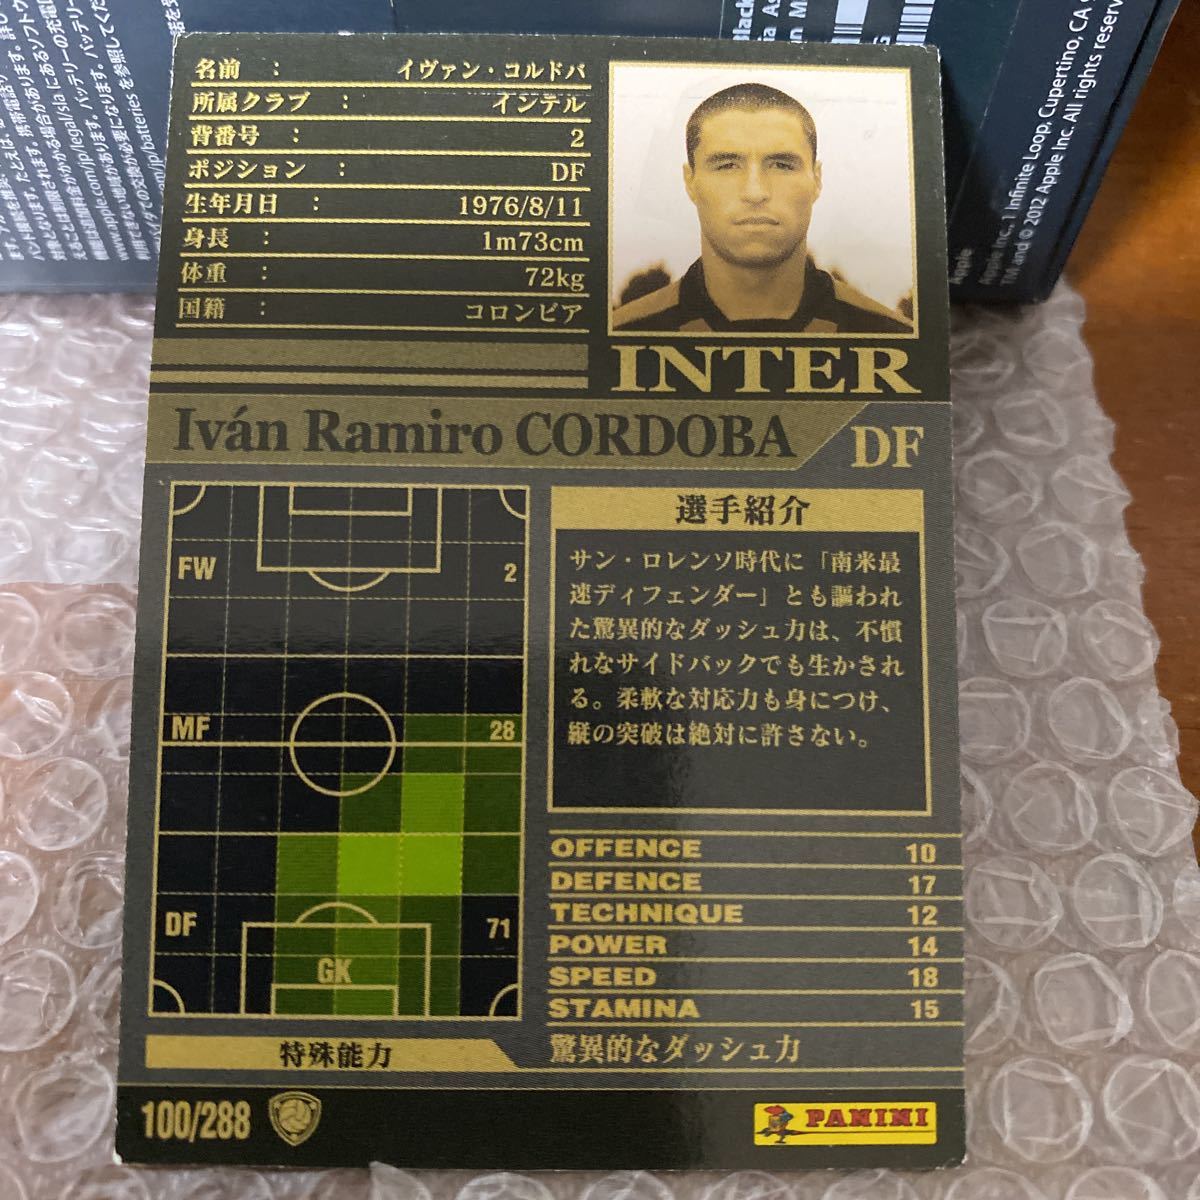 名前 : イヴァン・コルドバ
所属クラブ : インテル
背番号 : 2
ポジション : DF
生年月日 : 1976/8/11
身長 : 1m73cm
体重 : 72kg
国籍 : コロンビア
INTER
Iván Ramiro CORDOBA
DF
FW 2
MF 28
DF 71
GK
選手紹介
サン・ロレンソ時代に「南米最
速ディフェンダー」とも謳われ
た驚異的なダッシュ力は、不慣
れなサイドバックでも生かされ
る。柔軟な対応力も身につけ、
縦の突破は絶対に許さない。
OFFENCE 10
DEFENCE 17
TECHNIQUE 12
POWER 14
SPEED 18
STAMINA 15
特殊能力
驚異的なダッシュ力
100/288
PANINI
Apple
Apple Inc., 1 Infinite Loop, Cupertino, CA
TM and © 2012 Apple Inc. All rights reserv